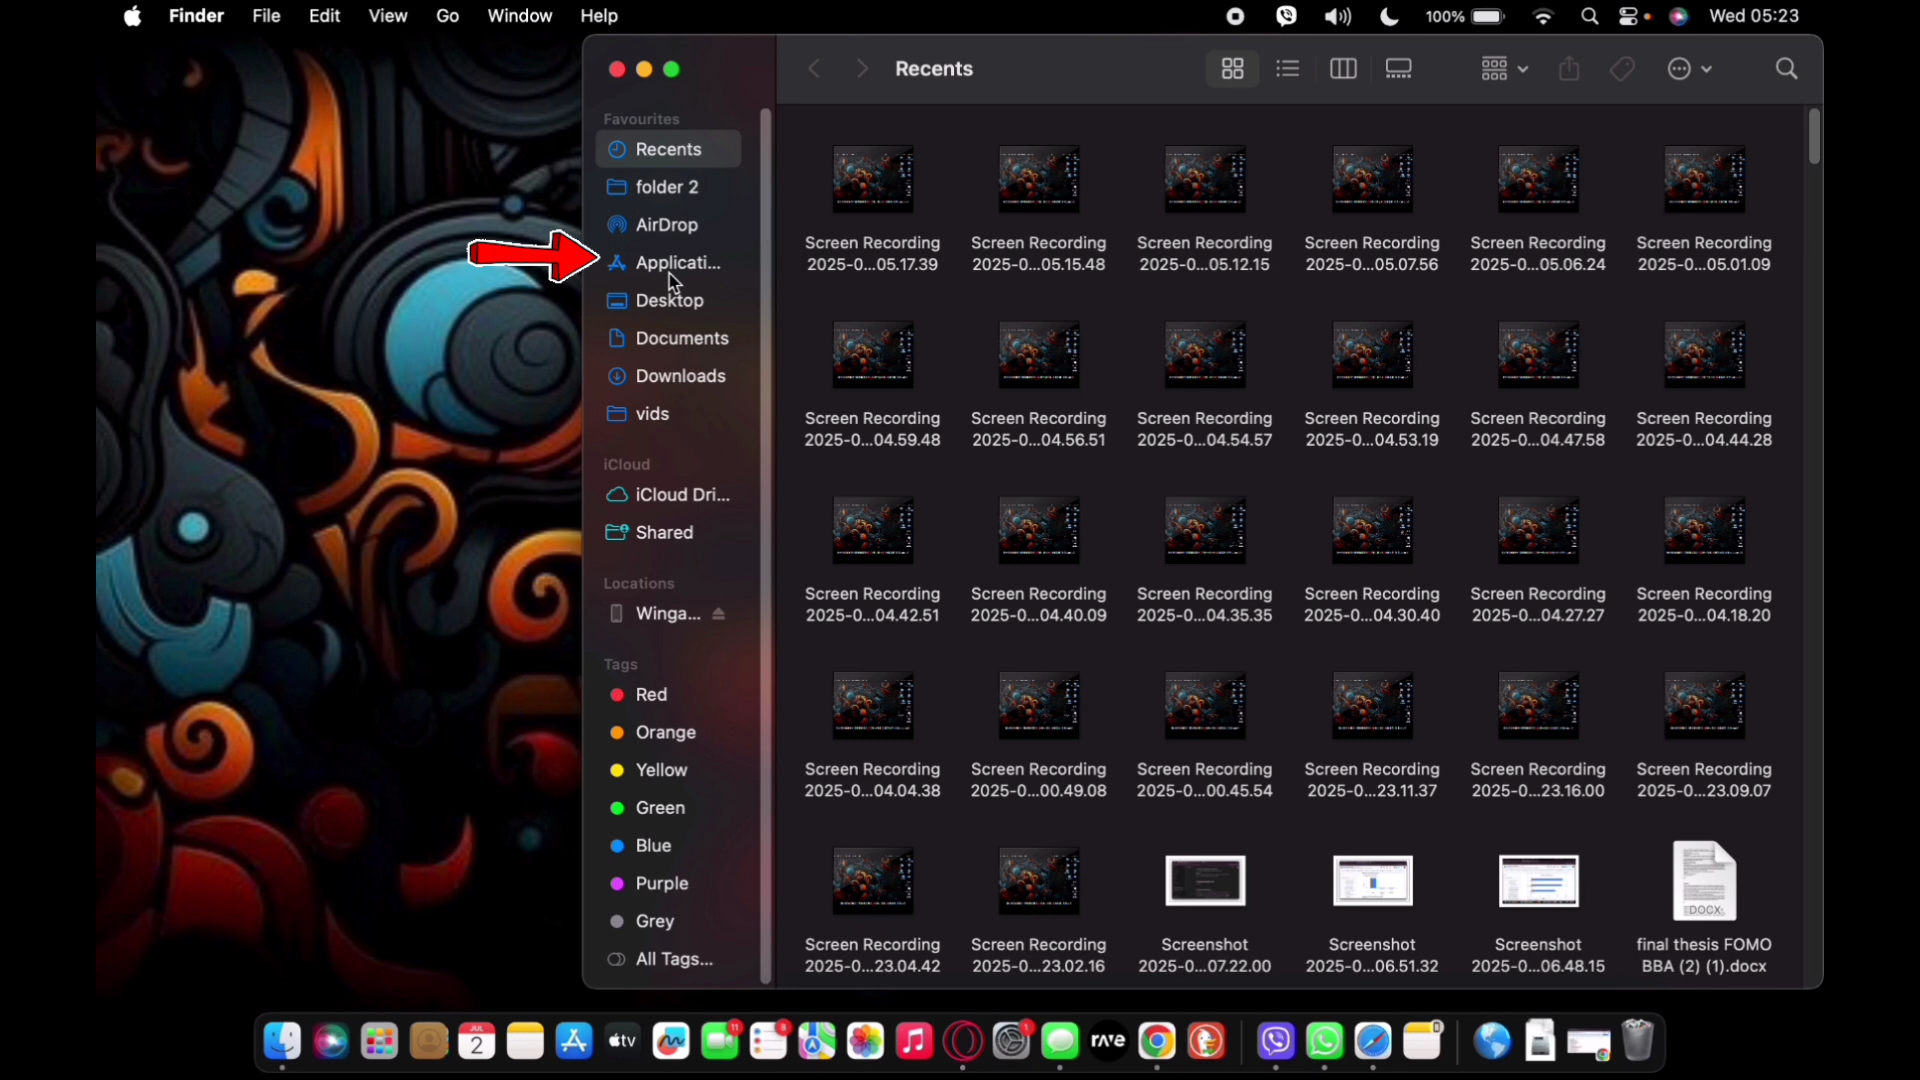 Finder File Edit View Go Window Help 100% Wed 05:23
Recents
Favourites
Recents
folder 2
AirDrop
Applicati...
Desktop
Documents
Downloads
vids
iCloud
iCloud Dri...
Shared
Locations
Winga...
Tags
Red
Orange
Yellow
Green
Blue
Purple
Grey
All Tags...
Screen Recording Screen Recording Screen Recording Screen Recording Screen Recording Screen Recording
2025-0...05.17.39 2025-0...05.15.48 2025-0...05.12.15 2025-0...05.07.56 2025-0...05.06.24 2025-0...05.01.09
Screen Recording Screen Recording Screen Recording Screen Recording Screen Recording Screen Recording
2025-0...04.59.48 2025-0...04.56.51 2025-0...04.54.57 2025-0...04.53.19 2025-0...04.47.58 2025-0...04.44.28
Screen Recording Screen Recording Screen Recording Screen Recording Screen Recording Screen Recording
2025-0...04.42.51 2025-0...04.40.09 2025-0...04.35.35 2025-0...04.30.40 2025-0...04.27.27 2025-0...04.18.20
Screen Recording Screen Recording Screen Recording Screen Recording Screen Recording Screen Recording
2025-0...04.04.38 2025-0...00.49.08 2025-0...00.45.54 2025-0...23.11.37 2025-0...23.16.00 2025-0...23.09.07
DOCX
Screen Recording Screen Recording Screenshot Screenshot Screenshot final thesis FOMO
2025-0...23.04.42 2025-0...23.02.16 2025-0...07.22.00 2025-0...06.51.32 2025-0...06.48.15 BBA (2) (1).docx
JUL 2 tv 11 8 1 rave